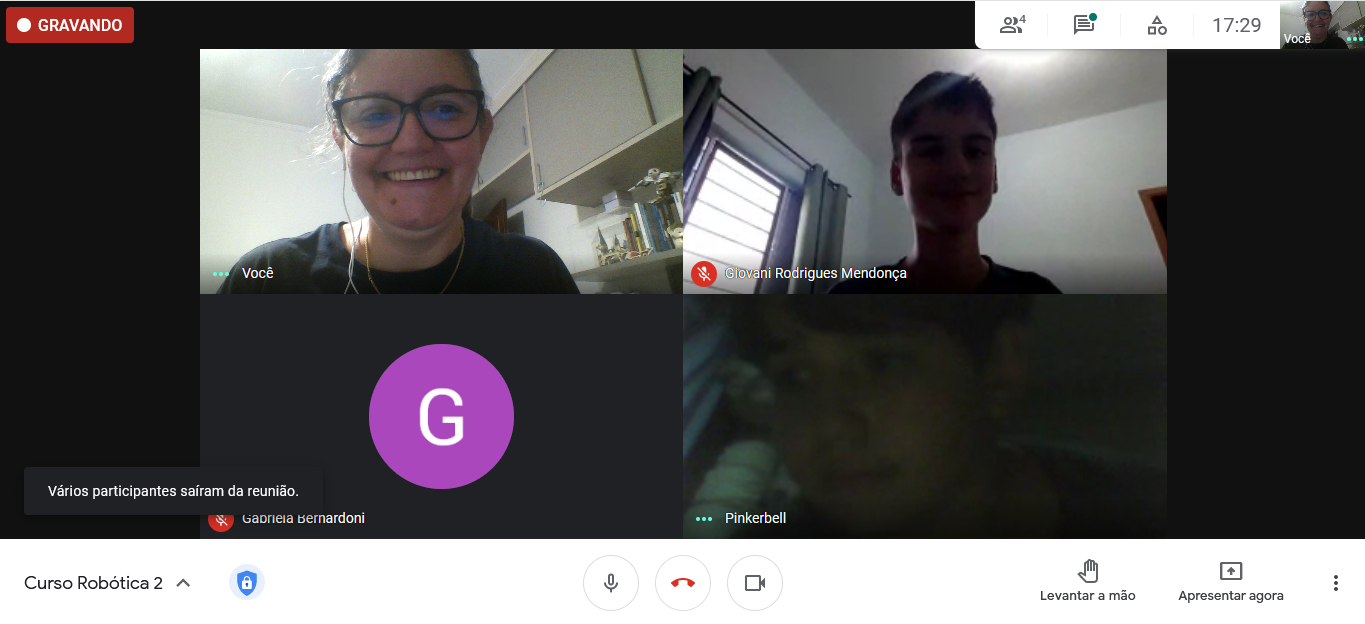 GRAVANDO
4
17:29
Você
Você
Giovani Rodrigues Mendonça
G
Vários participantes saíram da reunião.
Gabriela Bernardoni
Pinkerbell
Curso Robótica 2
Levantar a mão
Apresentar agora